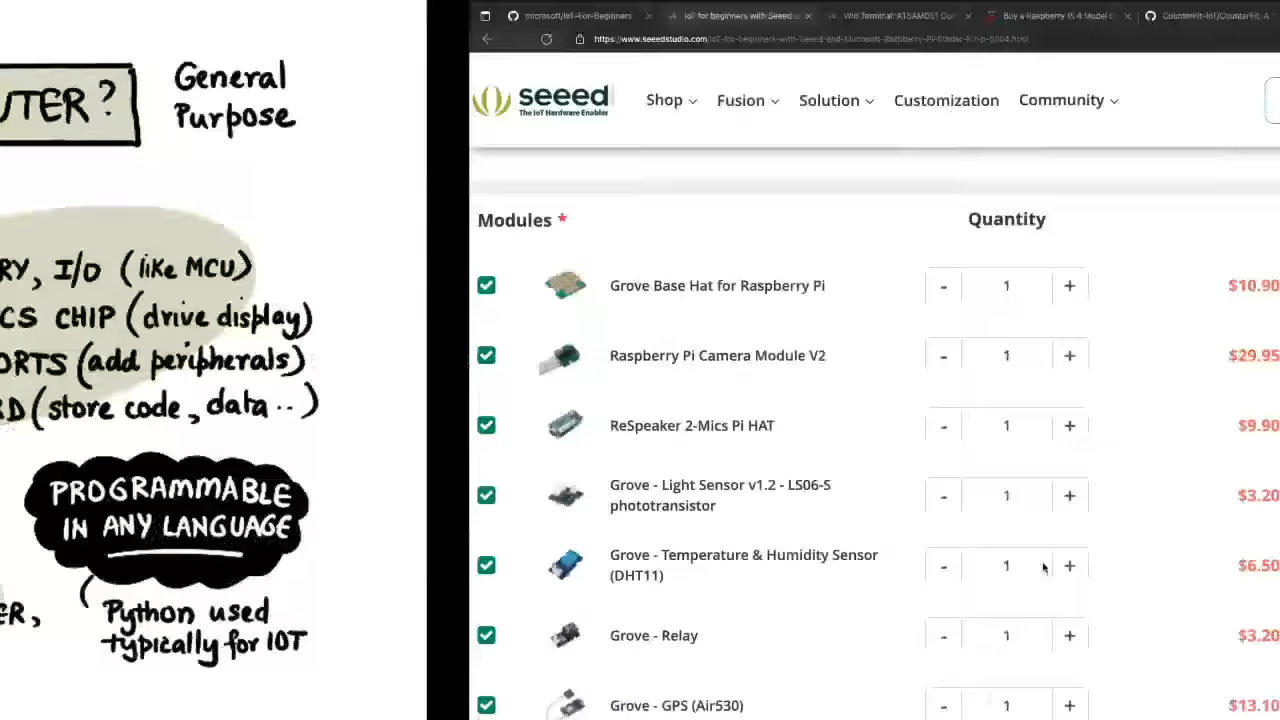 UTER?
General
Purpose
RY, I/O (like MCU)
CS CHIP (drive display)
ORTS (add peripherals)
RD (store code, data..)
PROGRAMMABLE
IN ANY LANGUAGE
ER,
Python used
typically for IOT
microsoft/IoT-For-Beginners
IoT for beginners with Seeed
Wio Terminal: ATSAMD51 Co
Buy a Raspberry Pi 4 Model
CounterFit-IoT/CounterFit: A
https://www.seeedstudio.com/IoT-for-beginners-with-Seeed-and-Microsoft-Raspberry-Pi-Starter-Kit-p-5004.html
seeed
The IoT Hardware Enabler
Shop
Fusion
Solution
Customization
Community
Modules *
Quantity
Grove Base Hat for Raspberry Pi - 1 + $10.90
Raspberry Pi Camera Module V2 - 1 + $29.95
ReSpeaker 2-Mics Pi HAT - 1 + $9.90
Grove - Light Sensor v1.2 - LS06-S
phototransistor
- 1 + $3.20
Grove - Temperature & Humidity Sensor
(DHT11)
- 1 + $6.50
Grove - Relay - 1 + $3.20
Grove - GPS (Air530) - 1 + $13.10